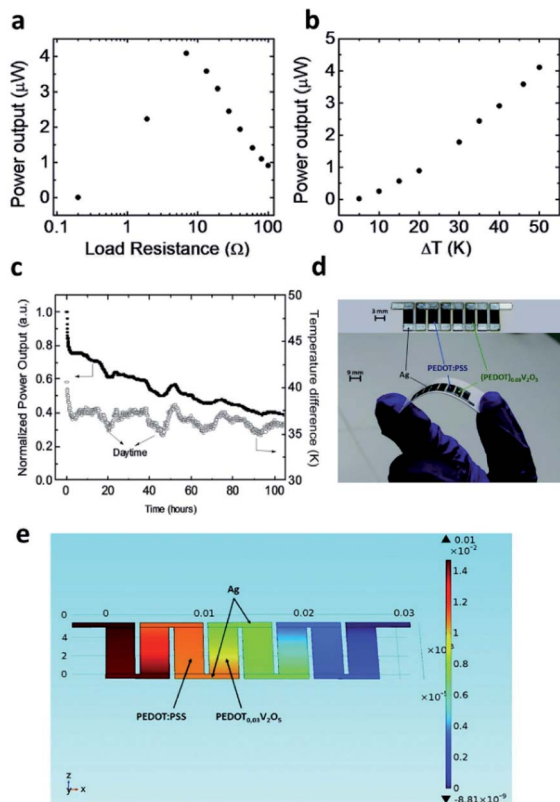 a
b
Power output (μW)
5
4
3
2
1
0
0.1
1
10
100
Load Resistance (Ω)
Power output (μW)
5
4
3
2
1
0
0
10
20
30
40
50
ΔT (K)
c
d
Normalized Power Output (a.u.)
1.0
0.8
0.6
0.4
0.2
0.0
0
20
40
60
80
100
Time (hours)
Daytime
50
45
40
35
30
Temperature difference (K)
3 mm
PEDOT:PSS
(PEDOT)₀.₀₃V₂O₅
Ag
9 mm
e
Ag
0
0
0.01
0.02
0.03
4
2
0
PEDOT:PSS
PEDOT₀,₀₃V₂O₅
z
y
x
▲ 0.01
×10⁻²
1.4
1.2
1
0.8
0.6
0.4
0.2
0
▼ -8.81×10⁻⁹